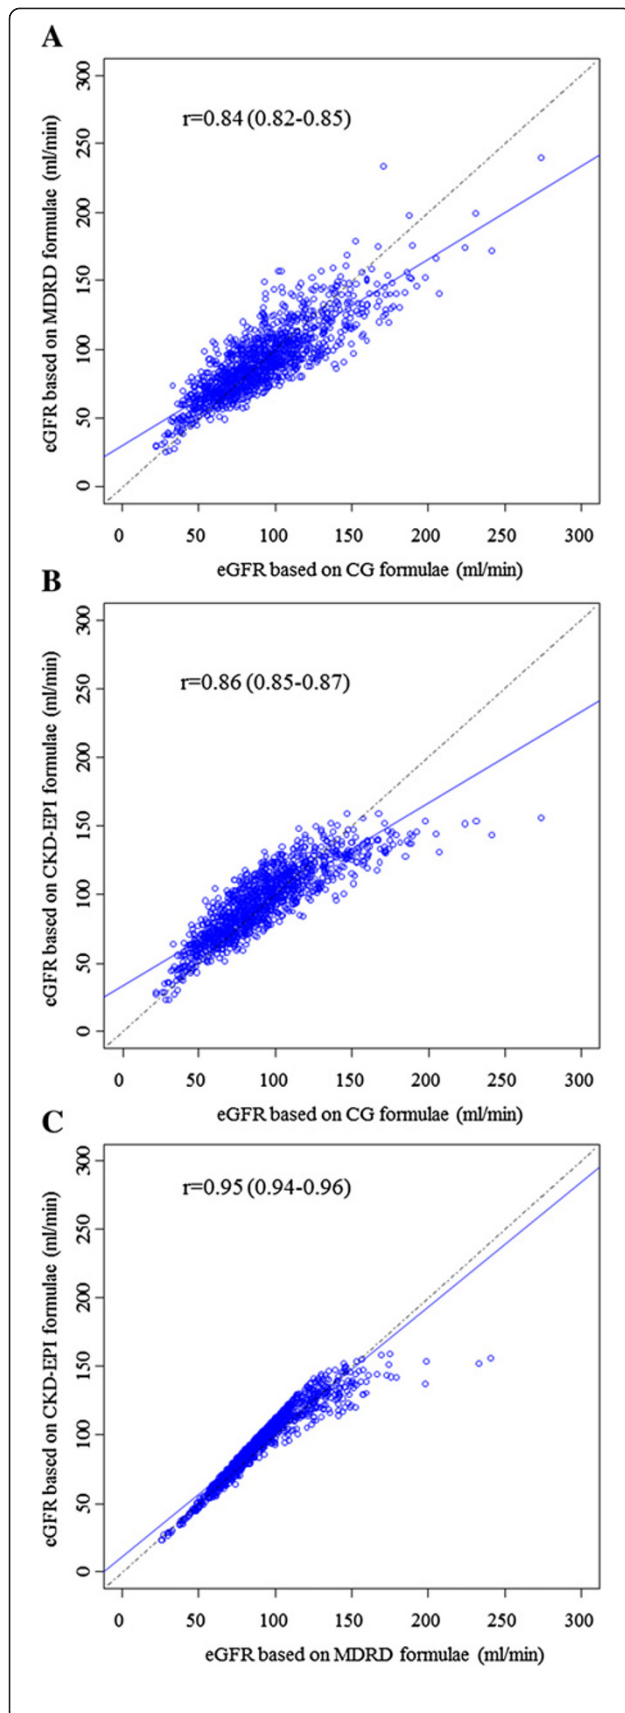 A
r=0.84 (0.82-0.85)
eGFR based on MDRD formulae (ml/min)
300
250
200
150
100
50
0
0 50 100 150 200 250 300
eGFR based on CG formulae (ml/min)
B
r=0.86 (0.85-0.87)
eGFR based on CKD-EPI formulae (ml/min)
300
250
200
150
100
50
0
0 50 100 150 200 250 300
eGFR based on CG formulae (ml/min)
C
r=0.95 (0.94-0.96)
eGFR based on CKD-EPI formulae (ml/min)
300
250
200
150
100
50
0
0 50 100 150 200 250 300
eGFR based on MDRD formulae (ml/min)